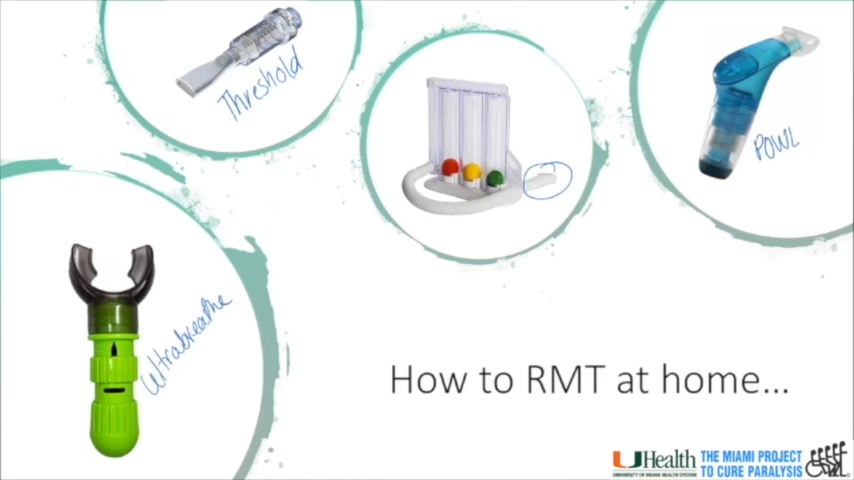 Threshold
POWL
Ultrabreathe
How to RMT at home...
UHealth
UNIVERSITY OF MIAMI HEALTH SYSTEM
THE MIAMI PROJECT
TO CURE PARALYSIS